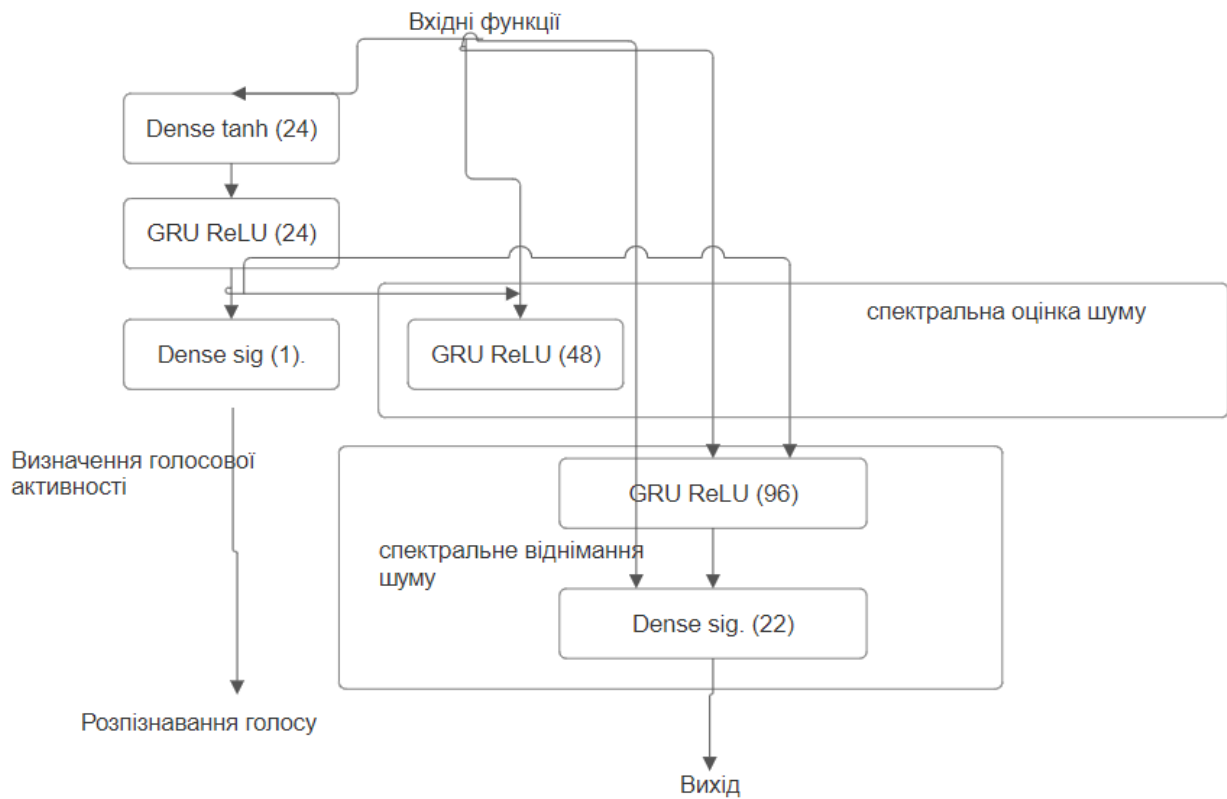 Вхідні функції
Dense tanh (24)
GRU ReLU (24)
спектральна оцінка шуму
Dense sig (1).
GRU ReLU (48)
Визначення голосової
активності
GRU ReLU (96)
спектральне віднімання
шуму
Dense sig. (22)
Розпізнавання голосу
Вихід